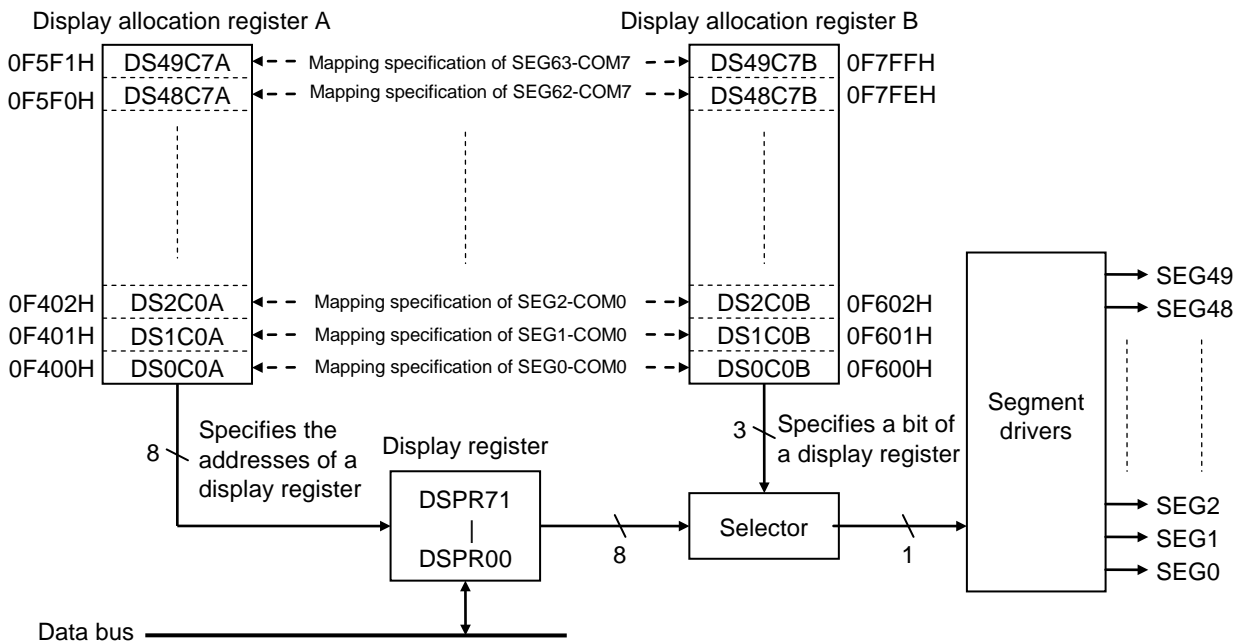 Display allocation register A
Display allocation register B
0F5F1H DS49C7A Mapping specification of SEG63-COM7 DS49C7B 0F7FFH
0F5F0H DS48C7A Mapping specification of SEG62-COM7 DS48C7B 0F7FEH
SEG49
SEG48
0F402H DS2C0A Mapping specification of SEG2-COM0 DS2C0B 0F602H
0F401H DS1C0A Mapping specification of SEG1-COM0 DS1C0B 0F601H
0F400H DS0C0A Mapping specification of SEG0-COM0 DS0C0B 0F600H
Segment
drivers
8
Specifies the
addresses of a
display register
Display register
3
Specifies a bit of
a display register
DSPR71
DSPR00
8
Selector
1
SEG2
SEG1
SEG0
Data bus